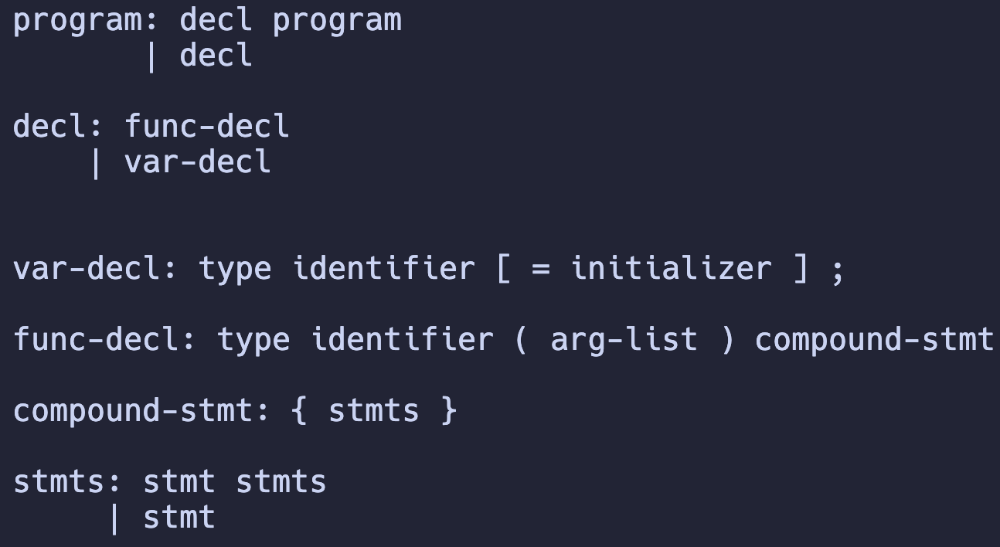 program: decl program
       | decl
decl: func-decl
    | var-decl
var-decl: type identifier [ = initializer ] ;
func-decl: type identifier ( arg-list ) compound-stmt
compound-stmt: { stmts }
stmts: stmt stmts
     | stmt